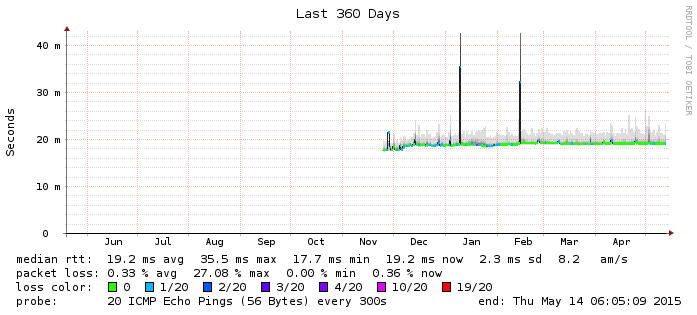 Last 360 Days
RRDTOOL / TOBI OETIKER
Seconds
40 m
30 m
20 m
10 m
0
Jun Jul Aug Sep Oct Nov Dec Jan Feb Mar Apr
median rtt: 19.2 ms avg 35.5 ms max 17.7 ms min 19.2 ms now 2.3 ms sd 8.2 am/s
packet loss: 0.33 % avg 27.08 % max 0.00 % min 0.36 % now
loss color: 0 1/20 2/20 3/20 4/20 10/20 19/20
probe: 20 ICMP Echo Pings (56 Bytes) every 300s end: Thu May 14 06:05:09 2015